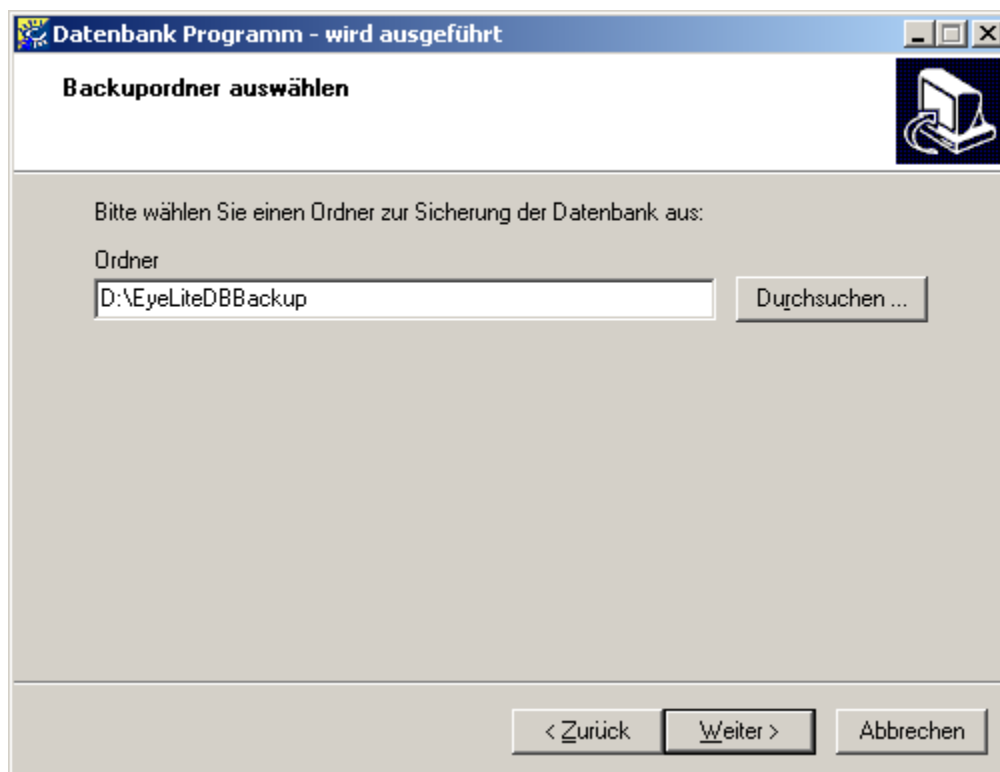 Datenbank Programm - wird ausgeführt
Backupordner auswählen
Bitte wählen Sie einen Ordner zur Sicherung der Datenbank aus:
Ordner
D:\EyeLiteDBBackup
Durchsuchen ...
< Zurück
Weiter >
Abbrechen